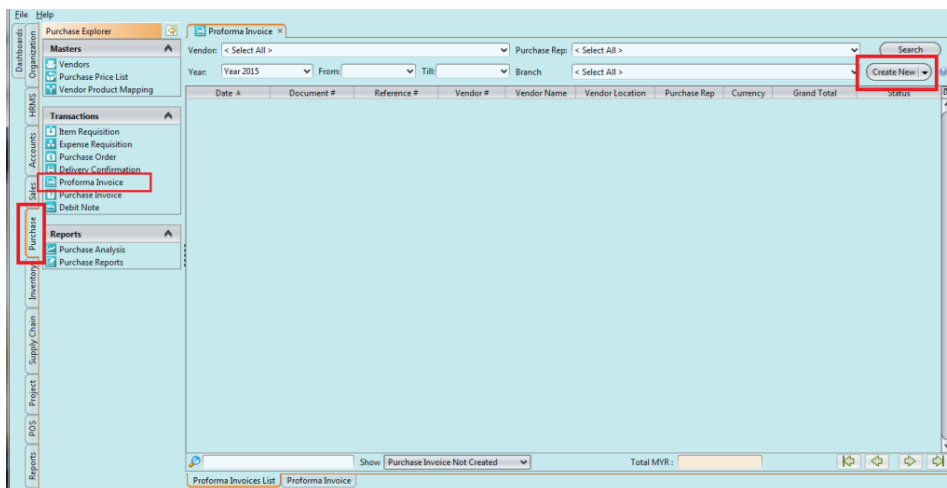 File Help
Dashboards
Organization
HRMS
Accounts
Sales
Purchase
Inventory
Supply Chain
Project
POS
Reports
Purchase Explorer
Masters
Vendors
Purchase Price List
Vendor Product Mapping
Transactions
Item Requisition
Expense Requisition
Purchase Order
Delivery Confirmation
Proforma Invoice
Purchase Invoice
Debit Note
Reports
Purchase Analysis
Purchase Reports
Proforma Invoice
Vendor: < Select All > Purchase Rep: < Select All > Search
Year: Year 2015 From: Till: Branch < Select All > Create New
Date Document # Reference # Vendor # Vendor Name Vendor Location Purchase Rep Currency Grand Total Status
Show Purchase Invoice Not Created Total MYR :
Proforma Invoices List Proforma Invoice